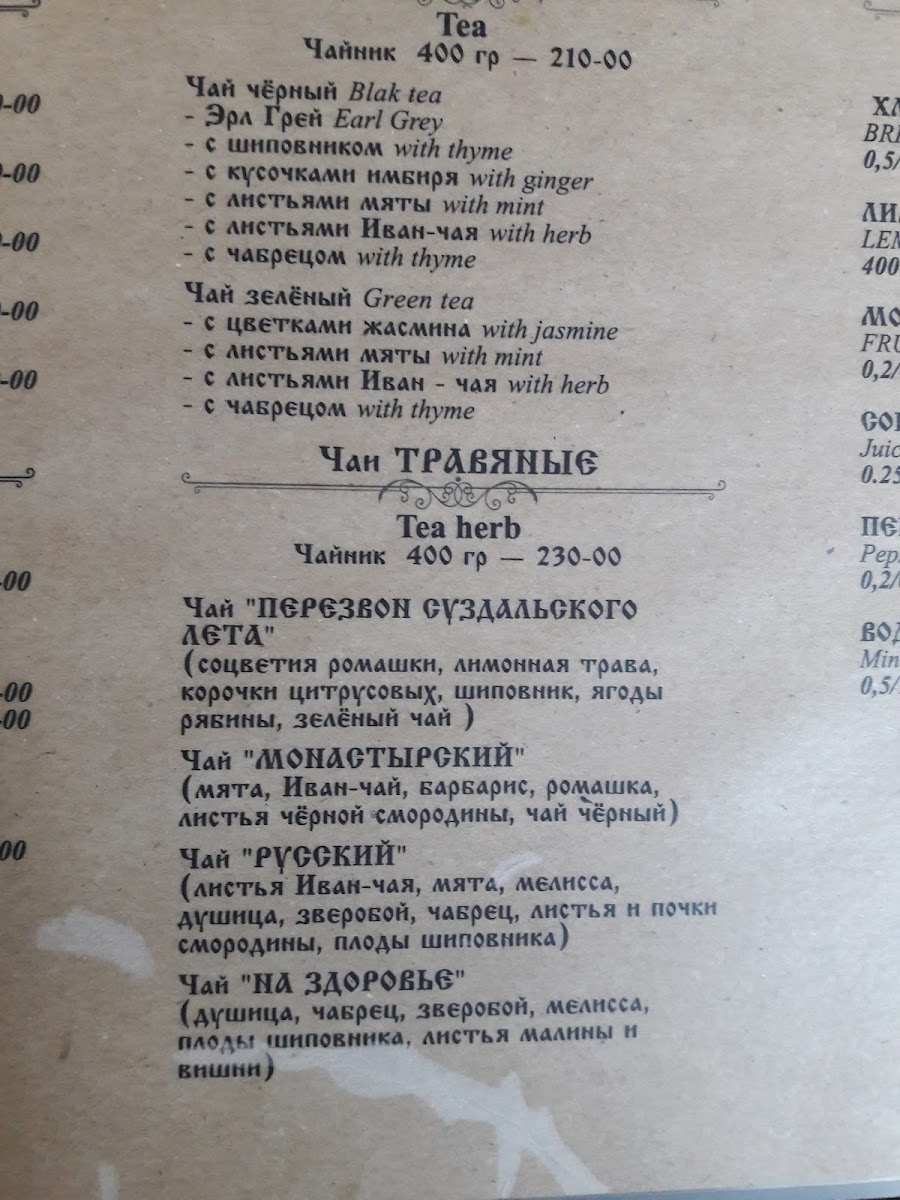 Tea
Чайник 400 гр — 210-00
Чай чёрный Blak tea
- Эрл Грей Earl Grey
- с шиповником with thyme
- с кусочками имбиря with ginger
- с листьями мяты with mint
- с листьями Иван-чая with herb
- с чабрецом with thyme
Чай зелёный Green tea
- с цветками жасмина with jasmine
- с листьями мяты with mint
- с листьями Иван - чая with herb
- с чабрецом with thyme
Чаи ТРАВЯНЫЕ
Tea herb
Чайник 400 гр — 230-00
Чай "ПЕРЕЗВОН СУЗДАЛЬСКОГО
ЛЕТА"
(соцветия ромашки, лимонная трава,
корочки цитрусовых, шиповник, ягоды
рябины, зелёный чай )
Чай "МОНАСТЫРСКИЙ"
(мята, Иван-чай, барбарис, ромашка,
листья чёрной смородины, чай чёрный)
Чай "РУССКИЙ"
(листья Иван-чая, мята, мелисса,
душица, зверобой, чабрец, листья и почки
смородины, плоды шиповника)
Чай "НА ЗДОРОВЬЕ"
(душица, чабрец, зверобой, мелисса,
плоды шиповника, листья малины и
вишни)